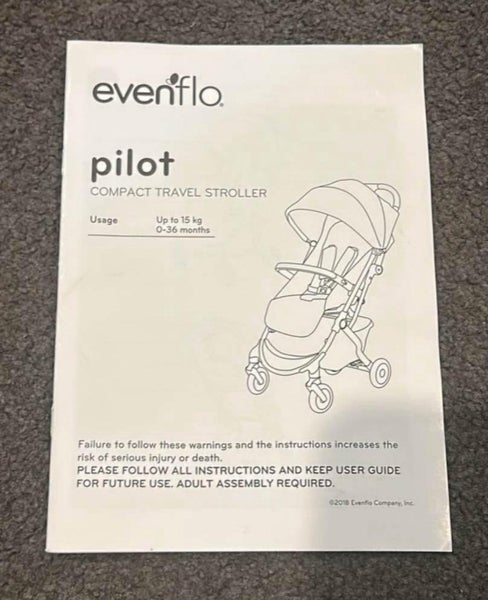 evenflo®
pilot
COMPACT TRAVEL STROLLER
Usage Up to 15 kg
0-36 months
Failure to follow these warnings and the instructions increases the
risk of serious injury or death.
PLEASE FOLLOW ALL INSTRUCTIONS AND KEEP USER GUIDE
FOR FUTURE USE. ADULT ASSEMBLY REQUIRED.
©2018 Evenflo Company, Inc.